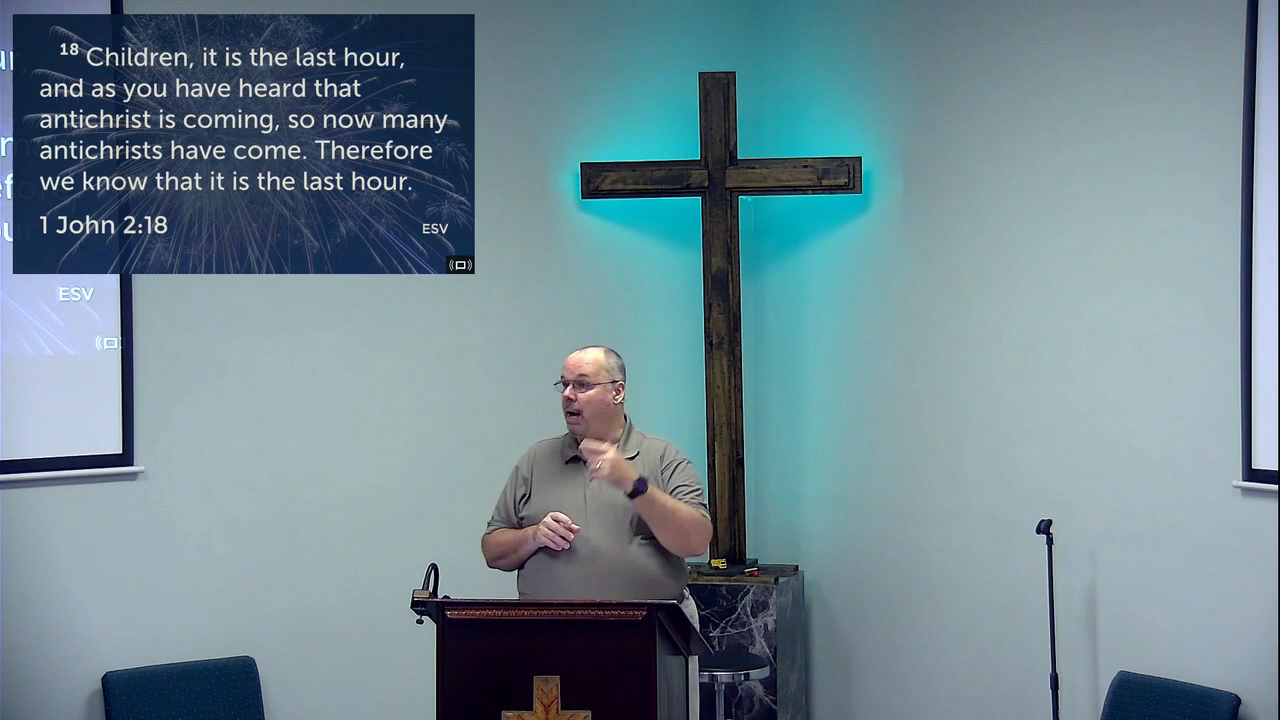 18 Children, it is the last hour,
and as you have heard that
antichrist is coming, so now many
antichrists have come. Therefore
we know that it is the last hour.
1 John 2:18
ESV
ESV